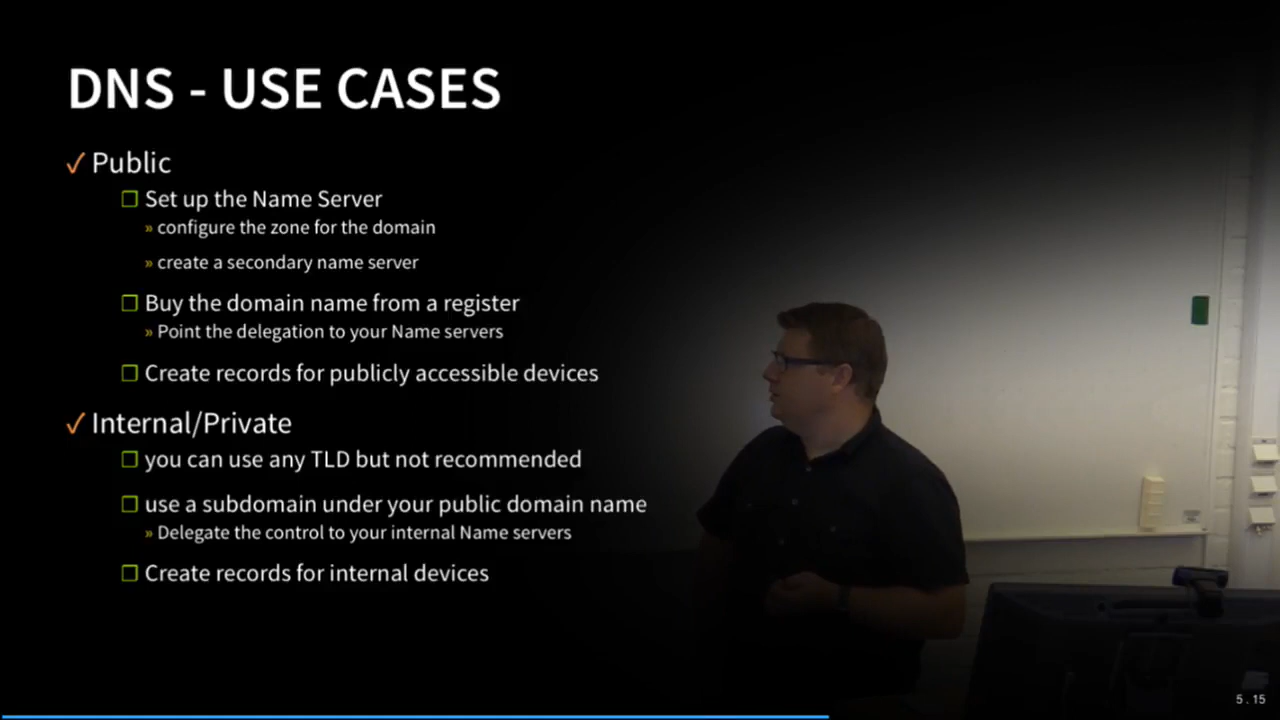 DNS - USE CASES
✓ Public
❐ Set up the Name Server
» configure the zone for the domain
» create a secondary name server
❐ Buy the domain name from a register
» Point the delegation to your Name servers
❐ Create records for publicly accessible devices
✓ Internal/Private
❐ you can use any TLD but not recommended
❐ use a subdomain under your public domain name
» Delegate the control to your internal Name servers
❐ Create records for internal devices
5 . 15